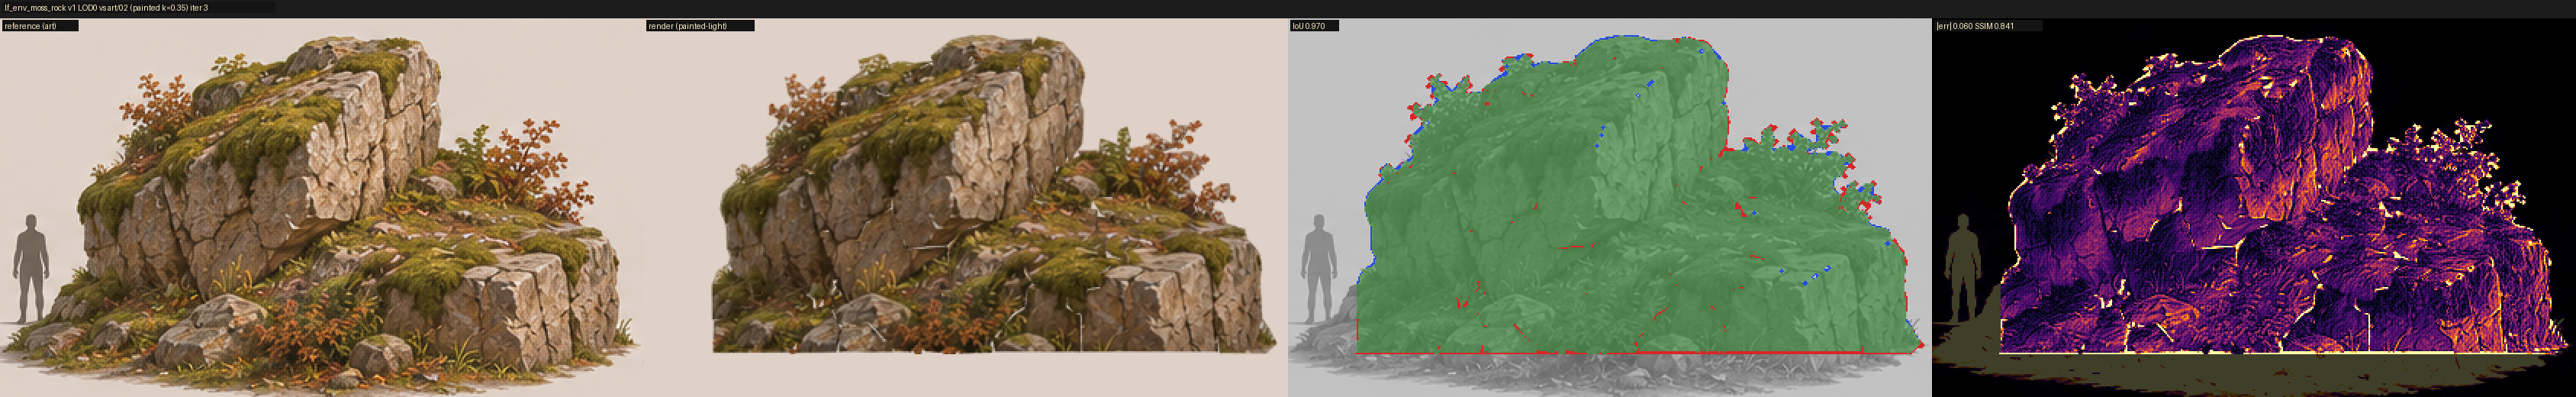 tf_env_moss_rock v1 LOD0 vs art/02 (painted k=0.35) iter 3
reference (art)
render (painted-light)
IoU 0.970
|err| 0.060 SSIM 0.841